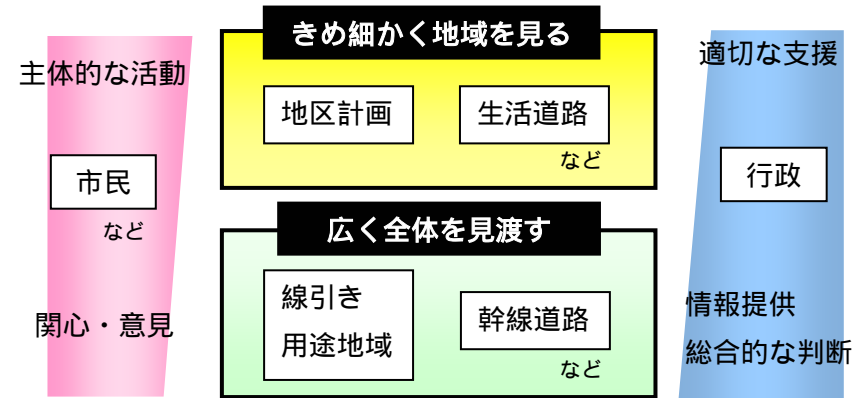 主体的な活動
市民
など
関心・意見
きめ細かく地域を見る
地区計画
生活道路
など
広く全体を見渡す
線引き
用途地域
幹線道路
など
適切な支援
行政
情報提供
総合的な判断